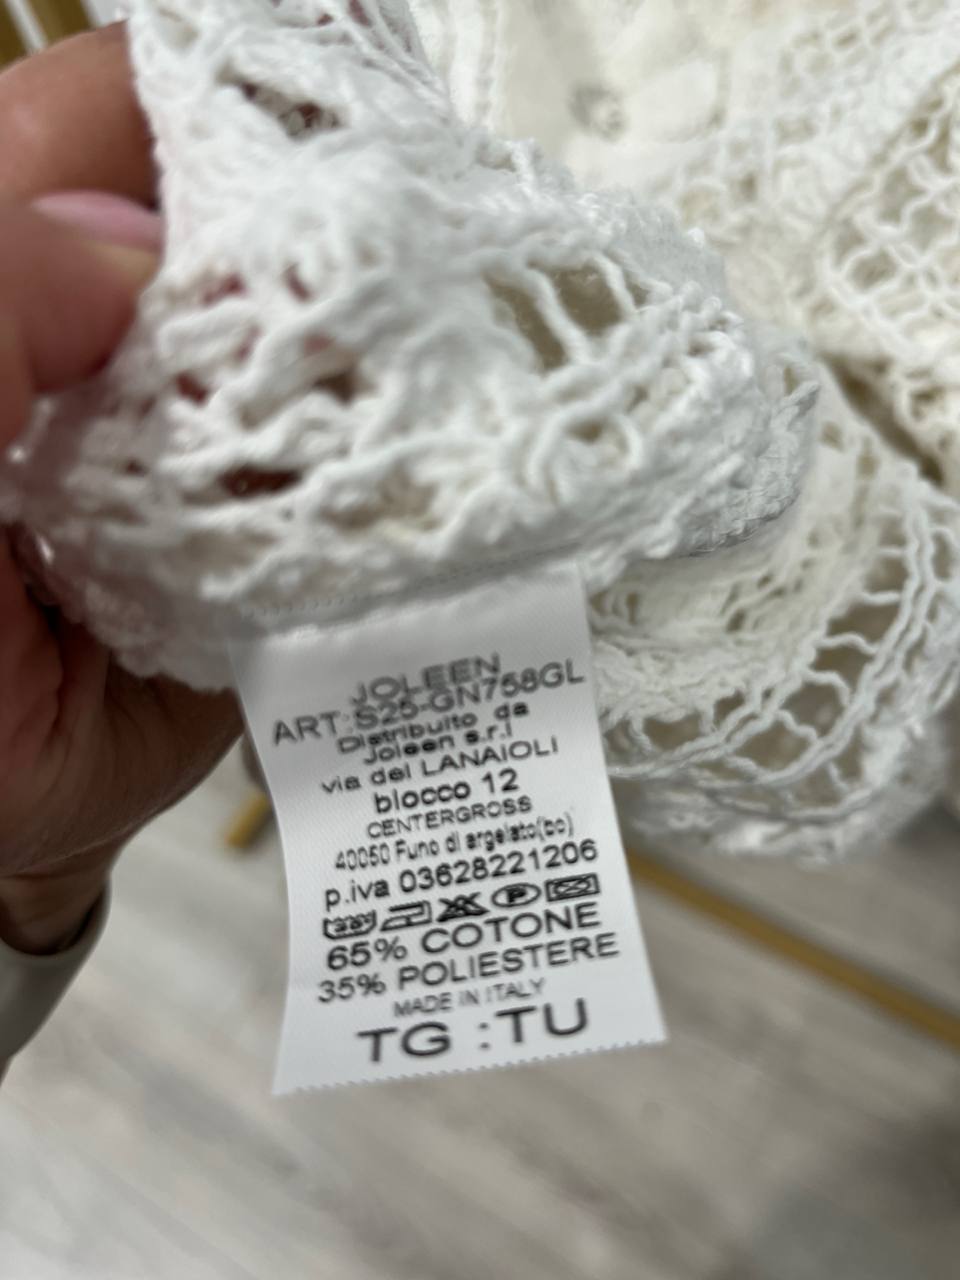 JOLEEN
ART:S25-GN758GL
Distribuito da
Joleen s.r.l
via dei LANAIOLI
blocco 12
CENTERGROSS
40050 Funo di argelato(bo)
p.iva 03628221206
65% COTONE
35% POLIESTERE
MADE IN ITALY
TG :TU